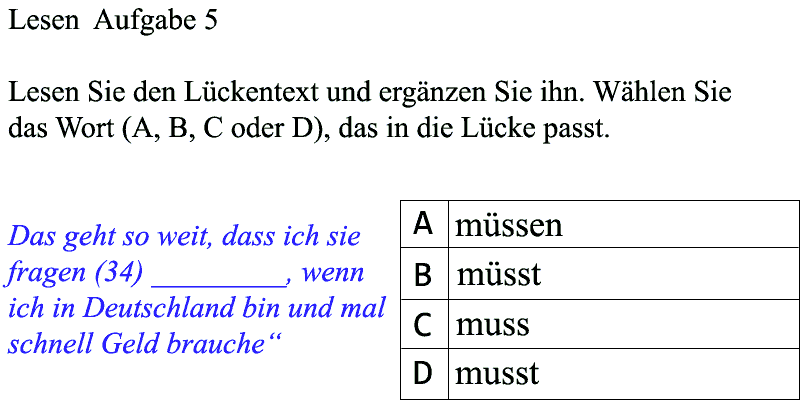 Lesen  Aufgabe 5
Lesen Sie den Lückentext und ergänzen Sie ihn. Wählen Sie
das Wort (A, B, C oder D), das in die Lücke passt.
Das geht so weit, dass ich sie
fragen (34) _________, wenn
ich in Deutschland bin und mal
schnell Geld brauche“
A müssen
B müsst
C muss
D musst